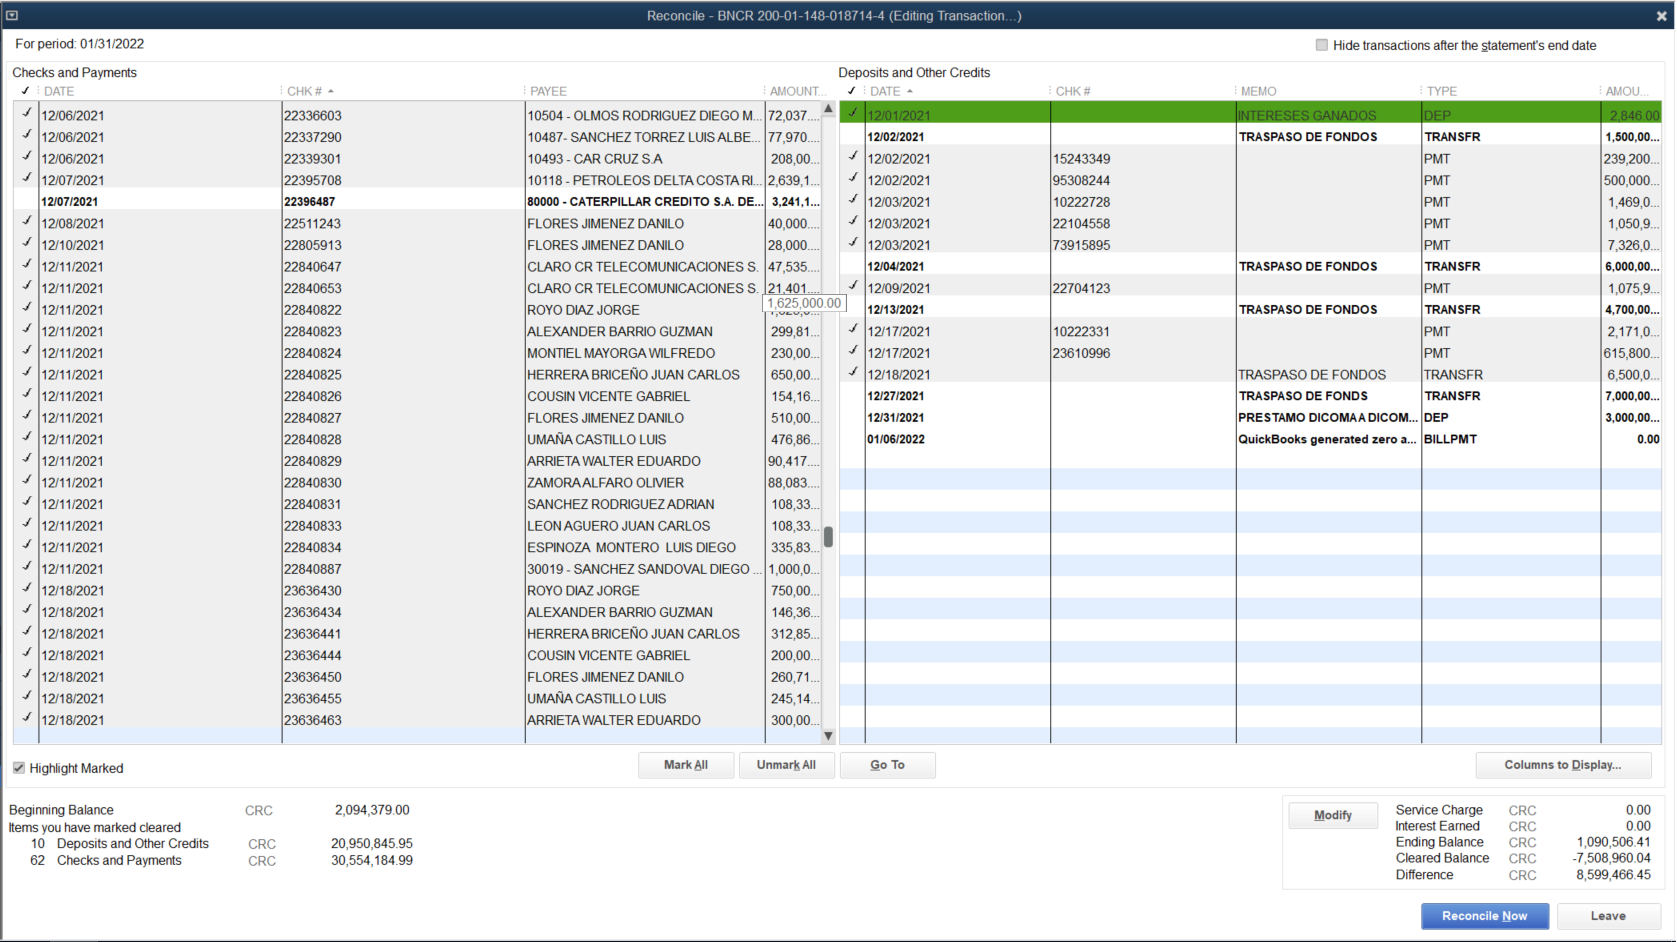 Reconcile - BNCR 200-01-148-018714-4 (Editing Transaction...)
For period: 01/31/2022
Hide transactions after the statement's end date
Checks and Payments
DATE CHK # PAYEE AMOUNT...
12/06/2021 22336603 10504 - OLMOS RODRIGUEZ DIEGO M... 72,037....
12/06/2021 22337290 10487- SANCHEZ TORREZ LUIS ALBE... 77,970....
12/06/2021 22339301 10493 - CAR CRUZ S.A 208,00...
12/07/2021 22395708 10118 - PETROLEOS DELTA COSTA RI... 2,639,1...
12/07/2021 22396487 80000 - CATERPILLAR CREDITO S.A. DE... 3,241,1...
12/08/2021 22511243 FLORES JIMENEZ DANILO 40,000....
12/10/2021 22805913 FLORES JIMENEZ DANILO 28,000....
12/11/2021 22840647 CLARO CR TELECOMUNICACIONES S. 47,535....
12/11/2021 22840653 CLARO CR TELECOMUNICACIONES S. 21,401....
1,625,000.00
12/11/2021 22840822 ROYO DIAZ JORGE
12/11/2021 22840823 ALEXANDER BARRIO GUZMAN 299,81...
12/11/2021 22840824 MONTIEL MAYORGA WILFREDO 230,00...
12/11/2021 22840825 HERRERA BRICEÑO JUAN CARLOS 650,00...
12/11/2021 22840826 COUSIN VICENTE GABRIEL 154,16...
12/11/2021 22840827 FLORES JIMENEZ DANILO 510,00...
12/11/2021 22840828 UMAÑA CASTILLO LUIS 476,86...
12/11/2021 22840829 ARRIETA WALTER EDUARDO 90,417....
12/11/2021 22840830 ZAMORA ALFARO OLIVIER 88,083....
12/11/2021 22840831 SANCHEZ RODRIGUEZ ADRIAN 108,33...
12/11/2021 22840833 LEON AGUERO JUAN CARLOS 108,33...
12/11/2021 22840834 ESPINOZA MONTERO LUIS DIEGO 335,83...
12/11/2021 22840887 30019 - SANCHEZ SANDOVAL DIEGO ... 1,000,0...
12/18/2021 23636430 ROYO DIAZ JORGE 750,00...
12/18/2021 23636434 ALEXANDER BARRIO GUZMAN 146,36...
12/18/2021 23636441 HERRERA BRICEÑO JUAN CARLOS 312,85...
12/18/2021 23636444 COUSIN VICENTE GABRIEL 200,00...
12/18/2021 23636450 FLORES JIMENEZ DANILO 260,71...
12/18/2021 23636455 UMAÑA CASTILLO LUIS 245,14...
12/18/2021 23636463 ARRIETA WALTER EDUARDO 300,00...
Deposits and Other Credits
DATE CHK # MEMO TYPE AMOU...
12/01/2021 INTERESES GANADOS DEP 2,846.00
12/02/2021 TRASPASO DE FONDOS TRANSFR 1,500,00...
12/02/2021 15243349 PMT 239,200...
12/02/2021 95308244 PMT 500,000...
12/03/2021 10222728 PMT 1,469,0...
12/03/2021 22104558 PMT 1,050,9...
12/03/2021 73915895 PMT 7,326,0...
12/04/2021 TRASPASO DE FONDOS TRANSFR 6,000,00...
12/09/2021 22704123 PMT 1,075,9...
12/13/2021 TRASPASO DE FONDOS TRANSFR 4,700,00...
12/17/2021 10222331 PMT 2,171,0...
12/17/2021 23610996 PMT 615,800...
12/18/2021 TRASPASO DE FONDOS TRANSFR 6,500,0...
12/27/2021 TRASPASO DE FONDS TRANSFR 7,000,00...
12/31/2021 PRESTAMO DICOMA A DICOM... DEP 3,000,00...
01/06/2022 QuickBooks generated zero a... BILLPMT 0.00
Highlight Marked
Mark All
Unmark All
Go To
Columns to Display...
Beginning Balance CRC 2,094,379.00
Items you have marked cleared
10 Deposits and Other Credits CRC 20,950,845.95
62 Checks and Payments CRC 30,554,184.99
Modify
Service Charge CRC 0.00
Interest Earned CRC 0.00
Ending Balance CRC 1,090,506.41
Cleared Balance CRC -7,508,960.04
Difference CRC 8,599,466.45
Reconcile Now
Leave